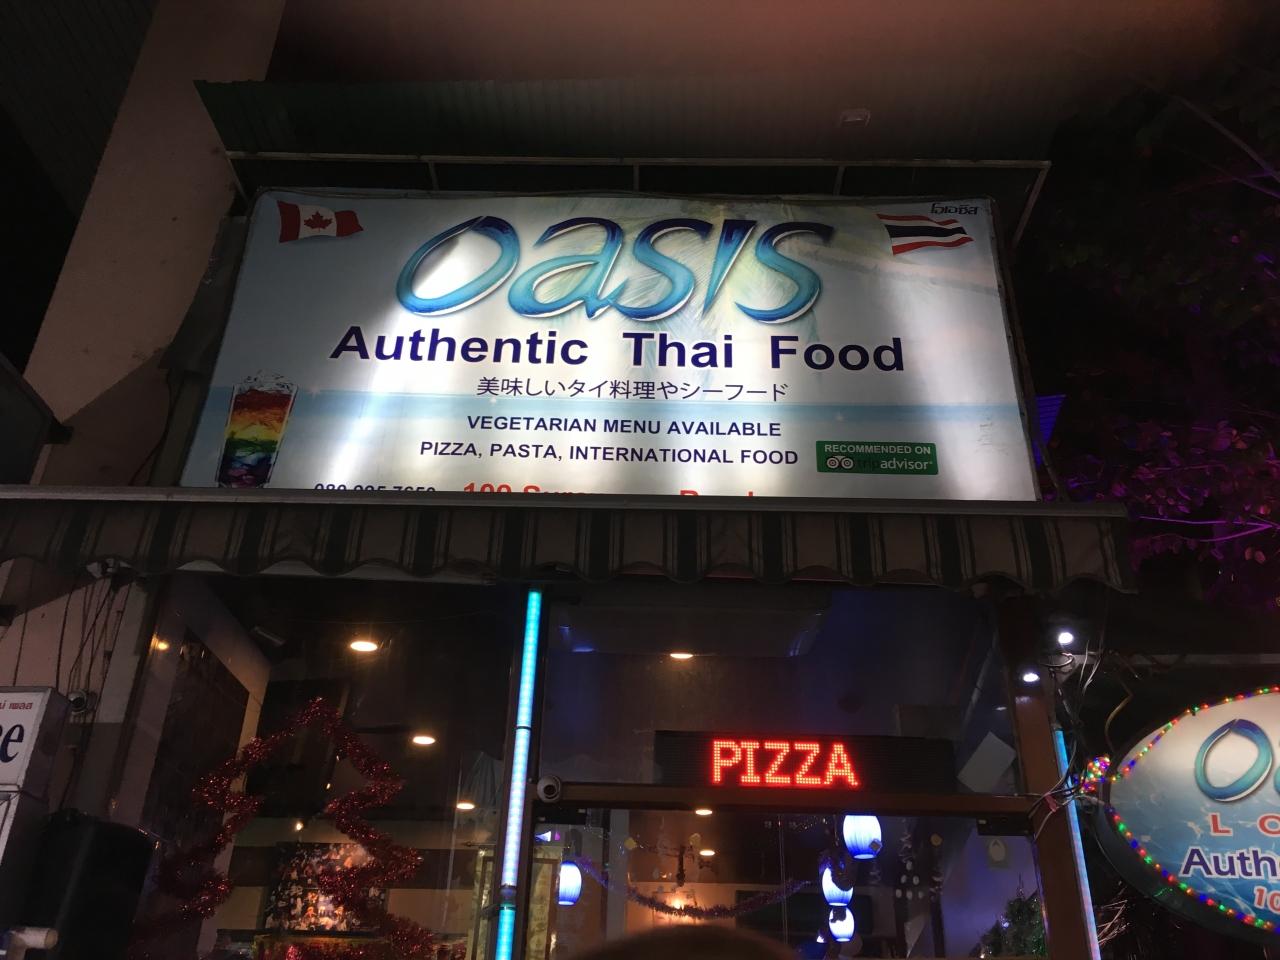 โอเอซีส
oasis
Authentic Thai Food
美味しいタイ料理やシーフード
VEGETARIAN MENU AVAILABLE
PIZZA, PASTA, INTERNATIONAL FOOD
RECOMMENDED ON
tripadvisor
100
PIZZA